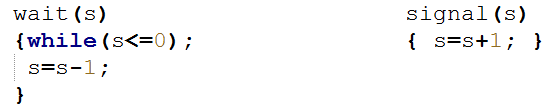 wait(s)
{while(s<=0);
s=s-1;
}
signal(s)
{ s=s+1; }